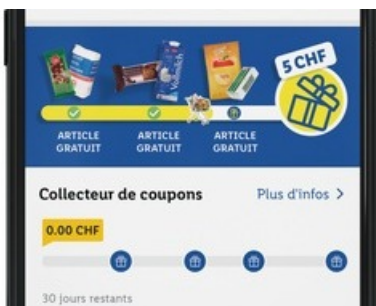 5 CHF
ARTICLE GRATUIT
ARTICLE GRATUIT
ARTICLE GRATUIT
Collecteur de coupons
Plus d'infos >
0.00 CHF
30 jours restants